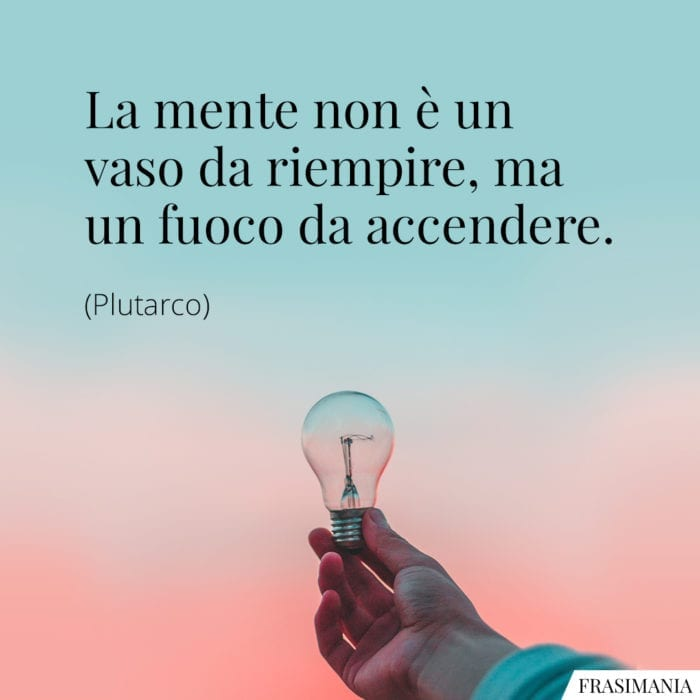 La mente non è un
vaso da riempire, ma
un fuoco da accendere.
(Plutarco)
FRASIMANIA